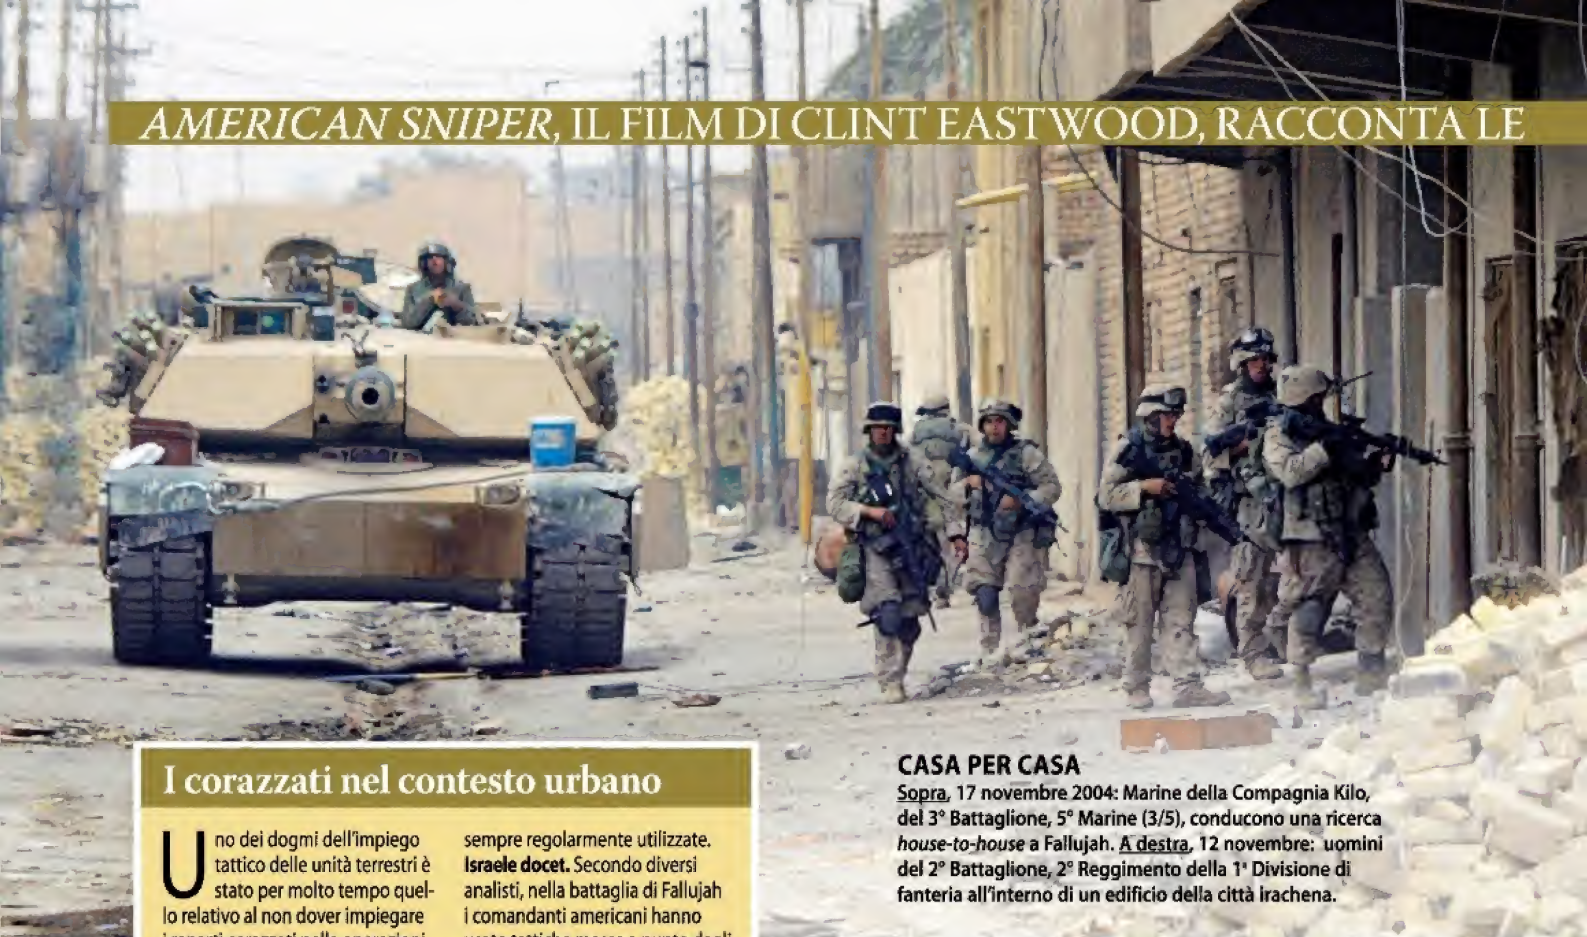 AMERICAN SNIPER, IL FILM DI CLINT EASTWOOD, RACCONTA LE
I corazzati nel contesto urbano
Uno dei dogmi dell'impiego
tattico delle unità terrestri è
stato per molto tempo quel-
lo relativo al non dover impiegare
sempre regolarmente utilizzate.
Israele docet. Secondo diversi
analisti, nella battaglia di Fallujah
i comandanti americani hanno
CASA PER CASA
Sopra, 17 novembre 2004: Marine della Compagnia Kilo,
del 3° Battaglione, 5° Marine (3/5), conducono una ricerca
house-to-house a Fallujah. A destra, 12 novembre: uomini
del 2° Battaglione, 2° Reggimento della 1ª Divisione di
fanteria all'interno di un edificio della città irachena.